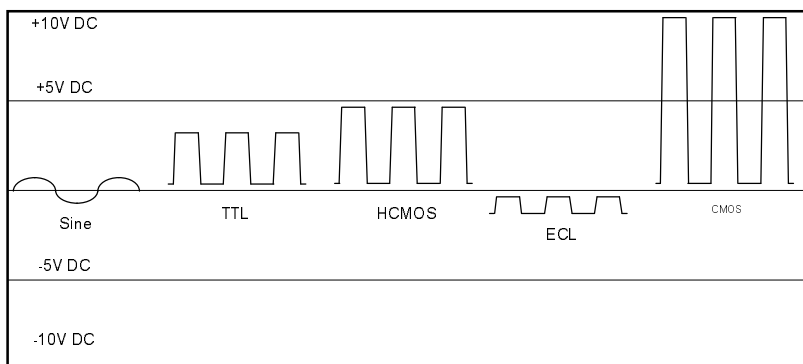 +10V DC
+5V DC
Sine
TTL
HCMOS
ECL
CMOS
-5V DC
-10V DC